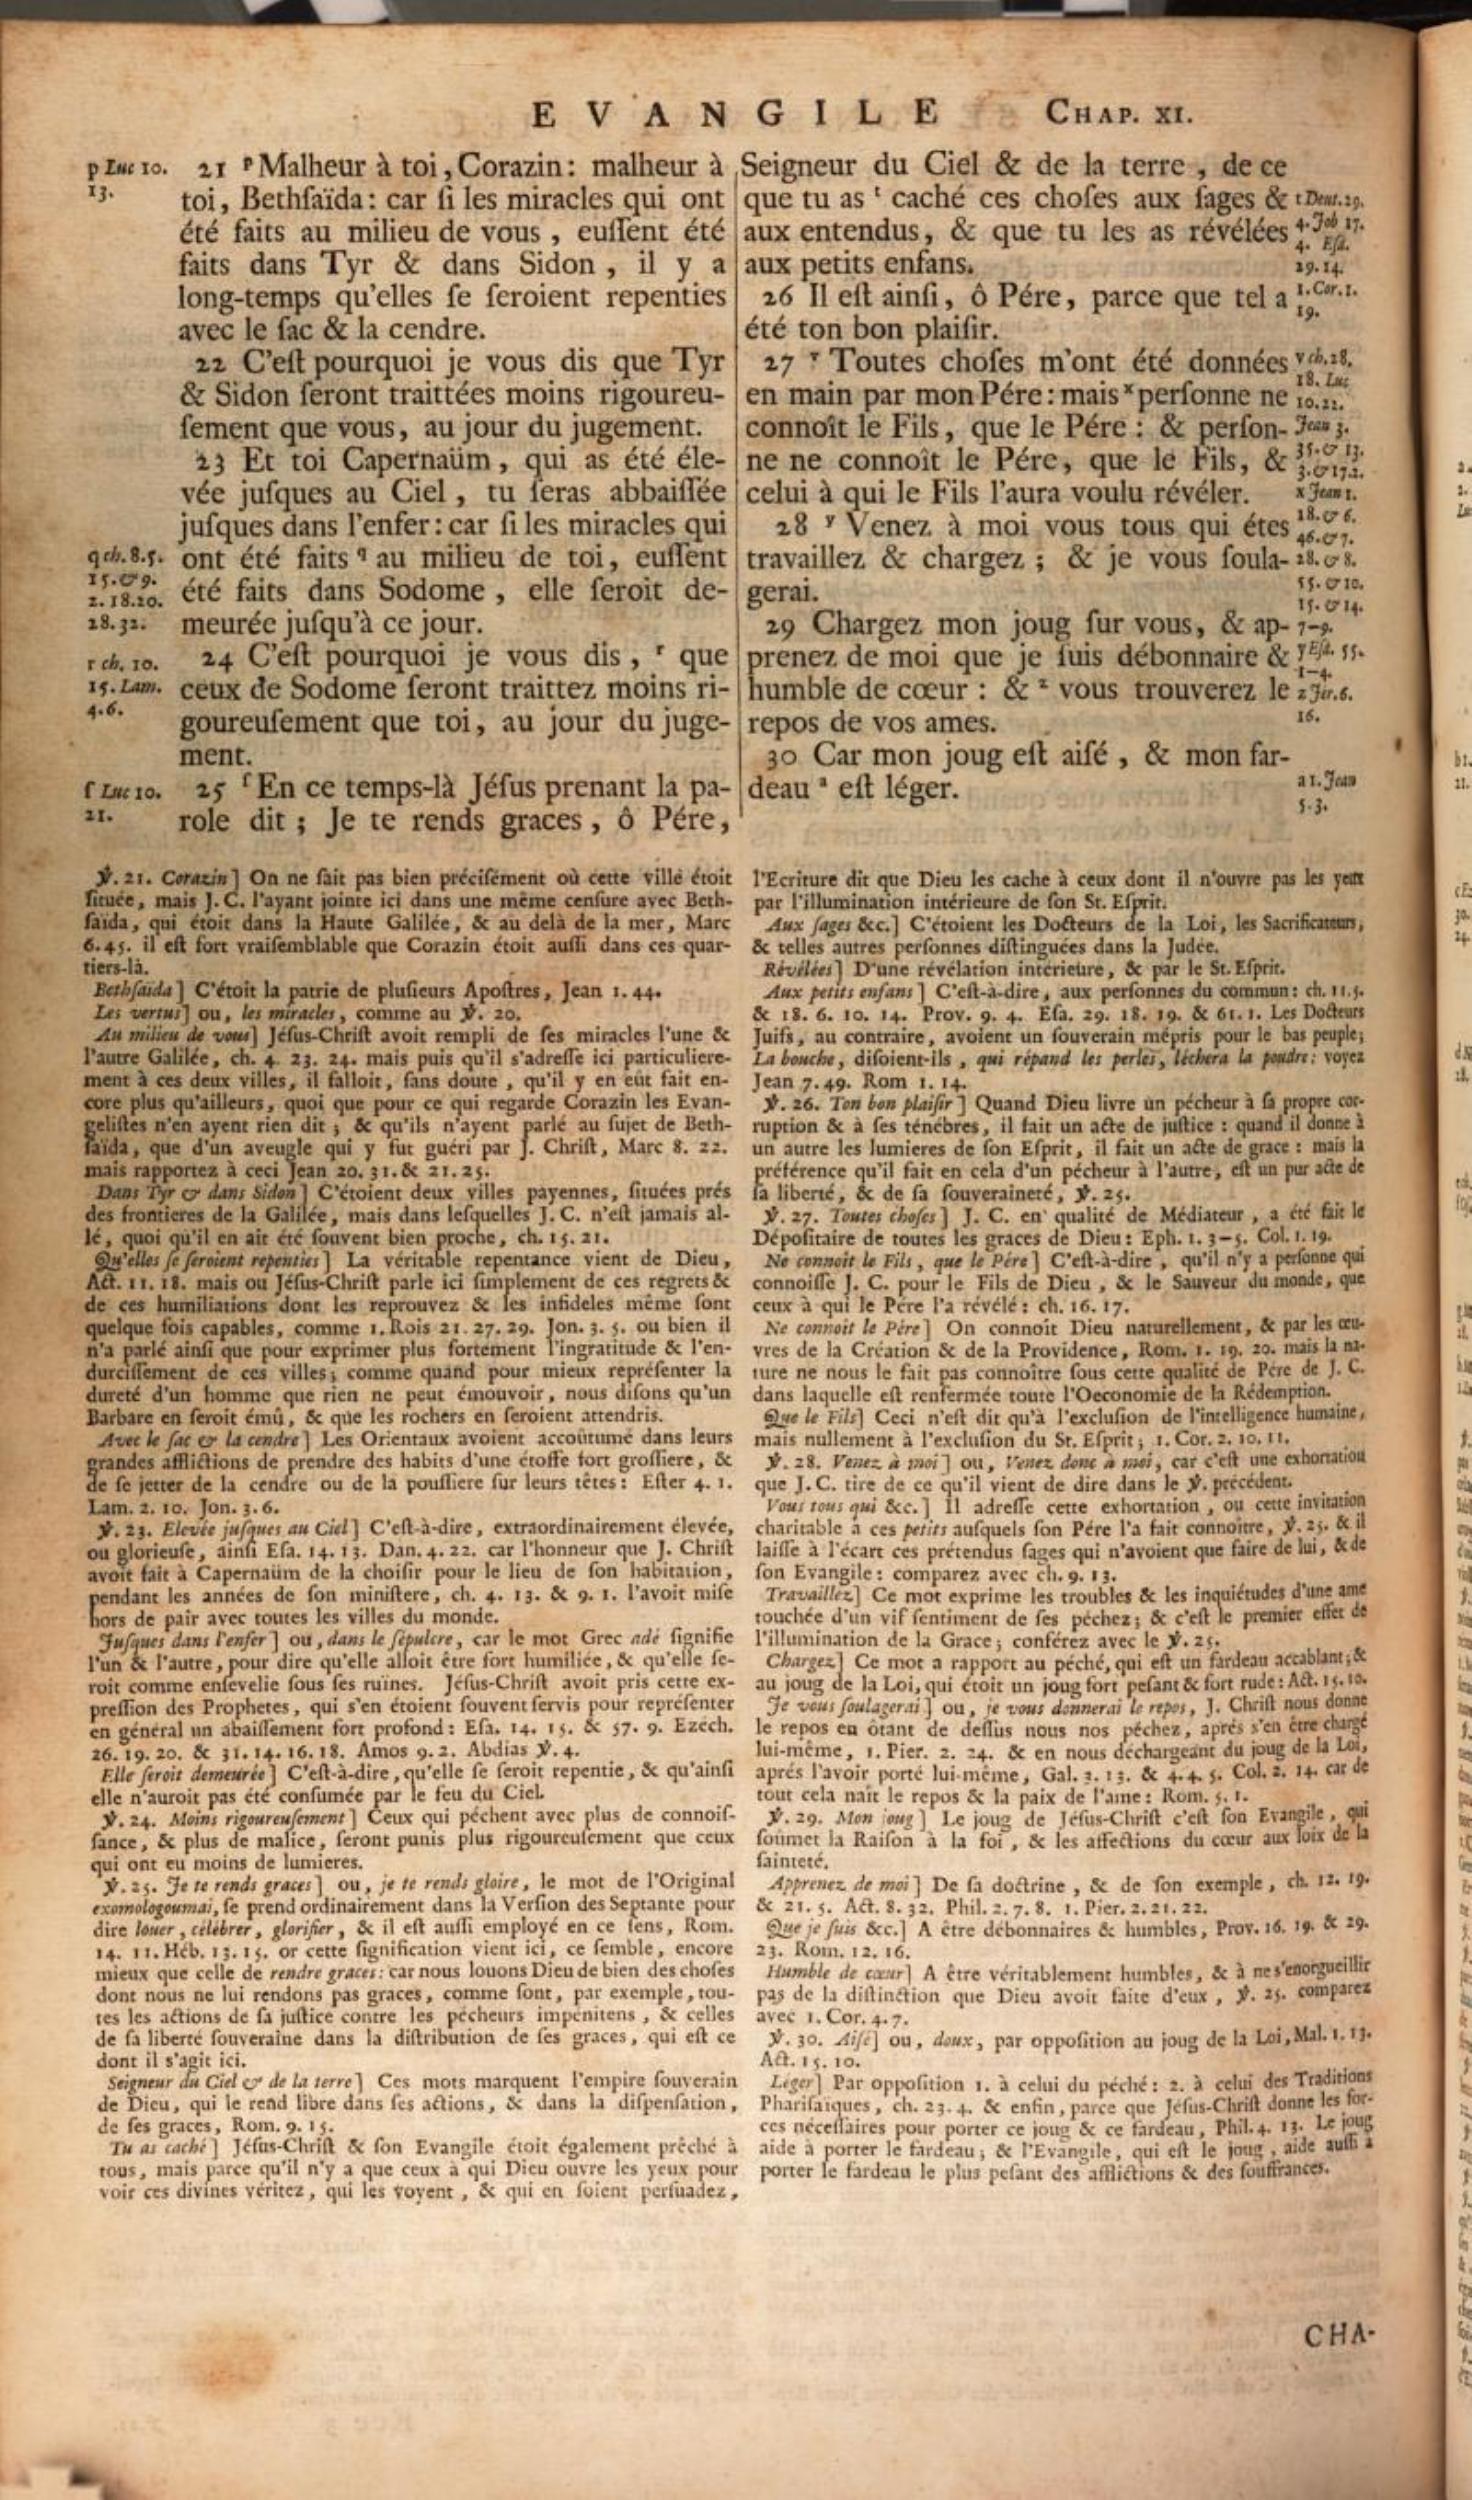 EVANGILE CHAP. XI.
p Luc 10.
13.
21 ᵖ Malheur à toi, Corazin: malheur à
toi, Bethſaïda: car ſi les miracles qui ont
été faits au milieu de vous, euſſent été
faits dans Tyr & dans Sidon, il y a
long-temps qu'elles ſe ſeroient repenties
avec le ſac & la cendre.
22 C'eſt pourquoi je vous dis que Tyr
& Sidon ſeront traittées moins rigoureu-
ſement que vous, au jour du jugement.
23 Et toi Capernaüm, qui as été éle-
vée juſques au Ciel, tu ſeras abbaiſſée
juſques dans l'enfer: car ſi les miracles qui
q ch. 8. 5.
15. & 9.
2. 18. 20.
28. 32.
ont été faits ᑫ au milieu de toi, euſſent
été faits dans Sodome, elle ſeroit de-
meurée juſqu'à ce jour.
r ch. 10.
15. Lam.
4. 6.
24 C'eſt pourquoi je vous dis, ʳ que
ceux de Sodome ſeront traittez moins ri-
goureuſement que toi, au jour du juge-
ment.
ſ Luc 10.
21.
25 ᶠ En ce temps-là Jéſus prenant la pa-
role dit; Je te rends graces, ô Pére,
Seigneur du Ciel & de la terre, de ce
que tu as ᵗ caché ces choſes aux ſages &
aux entendus, & que tu les as révélées
aux petits enfans.
t Deut. 29.
4. Job 17.
4. Eſa.
29. 14.
1. Cor. 1.
19.
26 Il eſt ainſi, ô Pére, parce que tel a
été ton bon plaiſir.
27 ᵛ Toutes choſes m'ont été données
en main par mon Pére: mais ˣ perſonne ne
connoît le Fils, que le Pére: & perſon-
ne ne connoît le Pére, que le Fils, &
celui à qui le Fils l'aura voulu révéler.
v ch. 28.
18. Luc
10. 22.
Jean 3.
35. & 13.
3. & 17. 2.
x Jean 1.
18. & 6.
46. & 7.
28. & 8.
55. & 10.
15. & 14.
7-9.
28 ʸ Venez à moi vous tous qui étes
travaillez & chargez; & je vous ſoula-
gerai.
29 Chargez mon joug ſur vous, & ap-
prenez de moi que je ſuis débonnaire &
humble de cœur: & ᶻ vous trouverez le
repos de vos ames.
y Eſa. 55.
1-4.
z Jér. 6.
16.
30 Car mon joug eſt aiſé, & mon far-
deau ᵃ eſt léger.
a 1. Jean
5. 3.
℣. 21. Corazin] On ne ſait pas bien préciſément où cette ville étoit
ſituée, mais J. C. l'ayant jointe ici dans une même cenſure avec Beth-
ſaïda, qui étoit dans la Haute Galilée, & au delà de la mer, Marc
6. 45. il eſt fort vraiſemblable que Corazin étoit auſſi dans ces quar-
tiers-là.
Bethſaïda] C'étoit la patrie de pluſieurs Apoſtres, Jean 1. 44.
Les vertus] ou, les miracles, comme au ℣. 20.
Au milieu de vous] Jéſus-Chriſt avoit rempli de ſes miracles l'une &
l'autre Galilée, ch. 4. 23. 24. mais puis qu'il s'adreſſe ici particuliere-
ment à ces deux villes, il falloit, ſans doute, qu'il y en eût fait en-
core plus qu'ailleurs, quoi que pour ce qui regarde Corazin les Evan-
geliſtes n'en ayent rien dit; & qu'ils n'ayent parlé au ſujet de Beth-
ſaïda, que d'un aveugle qui y fut guéri par J. Chriſt, Marc 8. 22.
mais rapportez à ceci Jean 20. 31. & 21. 25.
Dans Tyr & dans Sidon] C'étoient deux villes payennes, ſituées prés
des frontieres de la Galilée, mais dans leſquelles J. C. n'eſt jamais al-
lé, quoi qu'il en ait été ſouvent bien proche, ch. 15. 21.
Qu'elles ſe ſeroient repenties] La véritable repentance vient de Dieu,
Act. 11. 18. mais ou Jéſus-Chriſt parle ici ſimplement de ces regrets &
de ces humiliations dont les reprouvez & les infideles même ſont
quelque fois capables, comme 1. Rois 21. 27. 29. Jon. 3. 5. ou bien il
n'a parlé ainſi que pour exprimer plus fortement l'ingratitude & l'en-
durciſſement de ces villes; comme quand pour mieux repréſenter la
dureté d'un homme que rien ne peut émouvoir, nous diſons qu'un
Barbare en ſeroit émû, & que les rochers en ſeroient attendris.
Avec le ſac & la cendre] Les Orientaux avoient accoûtumé dans leurs
grandes afflictions de prendre des habits d'une étoffe fort groſſiere, &
de ſe jetter de la cendre ou de la pouſſiere ſur leurs têtes: Eſter 4. 1.
Lam. 2. 10. Jon. 3. 6.
℣. 23. Elevée juſques au Ciel] C'eſt-à-dire, extraordinairement élevée,
ou glorieuſe, ainſi Eſa. 14. 13. Dan. 4. 22. car l'honneur que J. Chriſt
avoit fait à Capernaüm de la choiſir pour le lieu de ſon habitation,
pendant les années de ſon miniſtere, ch. 4. 13. & 9. 1. l'avoit miſe
hors de pair avec toutes les villes du monde.
Juſques dans l'enfer] ou, dans le ſépulcre, car le mot Grec adé ſignifie
l'un & l'autre, pour dire qu'elle alloit être fort humiliée, & qu'elle ſe-
roit comme enſevelie ſous ſes ruïnes. Jéſus-Chriſt avoit pris cette ex-
preſſion des Prophetes, qui s'en étoient ſouvent ſervis pour repréſenter
en général un abaiſſement fort profond: Eſa. 14. 15. & 57. 9. Ezéch.
26. 19. 20. & 31. 14. 16. 18. Amos 9. 2. Abdias ℣. 4.
Elle ſeroit demeurée] C'eſt-à-dire, qu'elle ſe ſeroit repentie, & qu'ainſi
elle n'auroit pas été conſumée par le feu du Ciel.
℣. 24. Moins rigoureuſement] Ceux qui péchent avec plus de connoiſ-
ſance, & plus de malice, ſeront punis plus rigoureuſement que ceux
qui ont eu moins de lumieres.
℣. 25. Je te rends graces] ou, je te rends gloire, le mot de l'Original
exomologoumai, ſe prend ordinairement dans la Verſion des Septante pour
dire louer, célébrer, glorifier, & il eſt auſſi employé en ce ſens, Rom.
14. 11. Héb. 13. 15. or cette ſignification vient ici, ce ſemble, encore
mieux que celle de rendre graces: car nous louons Dieu de bien des choſes
dont nous ne lui rendons pas graces, comme ſont, par exemple, tou-
tes les actions de ſa juſtice contre les pécheurs impénitens, & celles
de ſa liberté ſouveraine dans la diſtribution de ſes graces, qui eſt ce
dont il s'agit ici.
Seigneur du Ciel & de la terre] Ces mots marquent l'empire ſouverain
de Dieu, qui le rend libre dans ſes actions, & dans la diſpenſation,
de ſes graces, Rom. 9. 15.
Tu as caché] Jéſus-Chriſt & ſon Evangile étoit également prêché à
tous, mais parce qu'il n'y a que ceux à qui Dieu ouvre les yeux pour
voir ces divines véritez, qui les voyent, & qui en ſoient perſuadez,
l'Ecriture dit que Dieu les cache à ceux dont il n'ouvre pas les yeux
par l'illumination intérieure de ſon St. Eſprit.
Aux ſages &c.] C'étoient les Docteurs de la Loi, les Sacrificateurs,
& telles autres perſonnes diſtinguées dans la Judée.
Révélées] D'une révélation intérieure, & par le St. Eſprit.
Aux petits enfans] C'eſt-à-dire, aux perſonnes du commun: ch. 11. 5.
& 18. 6. 10. 14. Prov. 9. 4. Eſa. 29. 18. 19. & 61. 1. Les Docteurs
Juifs, au contraire, avoient un ſouverain mépris pour le bas peuple;
La bouche, diſoient-ils, qui répand les perles, léchera la poudre: voyez
Jean 7. 49. Rom 1. 14.
℣. 26. Ton bon plaiſir] Quand Dieu livre un pécheur à ſa propre cor-
ruption & à ſes ténébres, il fait un acte de juſtice: quand il donne à
un autre les lumieres de ſon Eſprit, il fait un acte de grace: mais la
préférence qu'il fait en cela d'un pécheur à l'autre, eſt un pur acte de
ſa liberté, & de ſa ſouveraineté, ℣. 25.
℣. 27. Toutes choſes] J. C. en qualité de Médiateur, a été fait le
Dépoſitaire de toutes les graces de Dieu: Eph. 1. 3-5. Col. 1. 19.
Ne connoit le Fils, que le Pére] C'eſt-à-dire, qu'il n'y a perſonne qui
connoiſſe J. C. pour le Fils de Dieu, & le Sauveur du monde, que
ceux à qui le Pére l'a révélé: ch. 16. 17.
Ne connoit le Pére] On connoit Dieu naturellement, & par les œu-
vres de la Création & de la Providence, Rom. 1. 19. 20. mais la na-
ture ne nous le fait pas connoître ſous cette qualité de Pére de J. C.
dans laquelle eſt renfermée toute l'Oeconomie de la Rédemption.
Que le Fils] Ceci n'eſt dit qu'à l'excluſion de l'intelligence humaine,
mais nullement à l'excluſion du St. Eſprit; 1. Cor. 2. 10. 11.
℣. 28. Venez à moi] ou, Venez donc à moi, car c'eſt une exhortation
que J. C. tire de ce qu'il vient de dire dans le ℣. précédent.
Vous tous qui &c.] Il adreſſe cette exhortation, ou cette invitation
charitable à ces petits auſquels ſon Pére l'a fait connoître, ℣. 25. & il
laiſſe à l'écart ces prétendus ſages qui n'avoient que faire de lui, & de
ſon Evangile: comparez avec ch. 9. 13.
Travaillez] Ce mot exprime les troubles & les inquiétudes d'une ame
touchée d'un vif ſentiment de ſes péchez; & c'eſt le premier effet de
l'illumination de la Grace; conférez avec le ℣. 25.
Chargez] Ce mot a rapport au péché, qui eſt un fardeau accablant; &
au joug de la Loi, qui étoit un joug fort peſant & fort rude: Act. 15. 10.
Je vous ſoulagerai] ou, je vous donnerai le repos, J. Chriſt nous donne
le repos en ôtant de deſſus nous nos péchez, aprés s'en être chargé
lui-même, 1. Pier. 2. 24. & en nous déchargeant du joug de la Loi,
aprés l'avoir porté lui-même, Gal. 3. 13. & 4. 4. 5. Col. 2. 14. car de
tout cela naît le repos & la paix de l'ame: Rom. 5. 1.
℣. 29. Mon joug] Le joug de Jéſus-Chriſt c'eſt ſon Evangile, qui
ſoûmet la Raiſon à la foi, & les affections du cœur aux loix de la
ſainteté.
Apprenez de moi] De ſa doctrine, & de ſon exemple, ch. 12. 19.
& 21. 5. Act. 8. 32. Phil. 2. 7. 8. 1. Pier. 2. 21. 22.
Que je ſuis &c.] A être débonnaires & humbles, Prov. 16. 19. & 29.
23. Rom. 12. 16.
Humble de cœur] A être véritablement humbles, & à ne s'enorgueillir
pas de la diſtinction que Dieu avoit faite d'eux, ℣. 25. comparez
avec 1. Cor. 4. 7.
℣. 30. Aiſé] ou, doux, par oppoſition au joug de la Loi, Mal. 1. 13.
Act. 15. 10.
Léger] Par oppoſition 1. à celui du péché: 2. à celui des Traditions
Phariſaïques, ch. 23. 4. & enfin, parce que Jéſus-Chriſt donne les for-
ces néceſſaires pour porter ce joug & ce fardeau, Phil. 4. 13. Le joug
aide à porter le fardeau; & l'Evangile, qui eſt le joug, aide auſſi à
porter le fardeau le plus peſant des afflictions & des ſouffrances.
CHA-